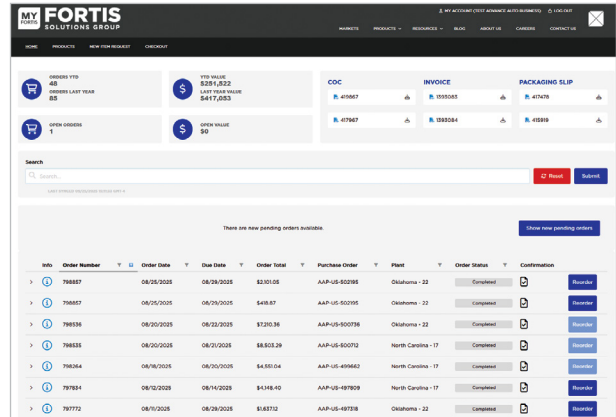 MY FORTIS
FORTIS
SOLUTIONS GROUP
MY ACCOUNT (TEST ADVANCE AUTO BUSINESS) LOG OUT
MARKETS PRODUCTS RESOURCES BLOG ABOUT US CAREERS CONTACT US
HOME PRODUCTS NEW ITEM REQUEST CHECKOUT
ORDERS YTD
48
ORDERS LAST YEAR
85
YTD VALUE
$251,522
LAST YEAR VALUE
$417,053
OPEN ORDERS
1
OPEN VALUE
$0
COC INVOICE PACKAGING SLIP
419867 1395085 417476
417967 1395084 415919
Search
Search...
Reset Submit
There are new pending orders available.
Show new pending orders
Info Order Number Order Date Due Date Order Total Purchase Order Plant Order Status Confirmation
798857 08/25/2025 08/29/2025 $2,101.05 AAP-US-502195 Oklahoma - 22 Completed Reorder
798857 08/25/2025 08/29/2025 $418.87 AAP-US-502195 Oklahoma - 22 Completed Reorder
798536 08/20/2025 08/22/2025 $7,210.36 AAP-US-500736 Oklahoma - 22 Completed Reorder
798535 08/20/2025 08/21/2025 $8,503.29 AAP-US-500712 North Carolina - 17 Completed Reorder
798264 08/18/2025 08/20/2025 $4,551.04 AAP-US-499662 North Carolina - 17 Completed Reorder
797834 08/12/2025 08/14/2025 $4,148.40 AAP-US-497809 North Carolina - 17 Completed Reorder
797772 08/11/2025 08/29/2025 $1,637.12 AAP-US-497318 Oklahoma - 22 Completed Reorder